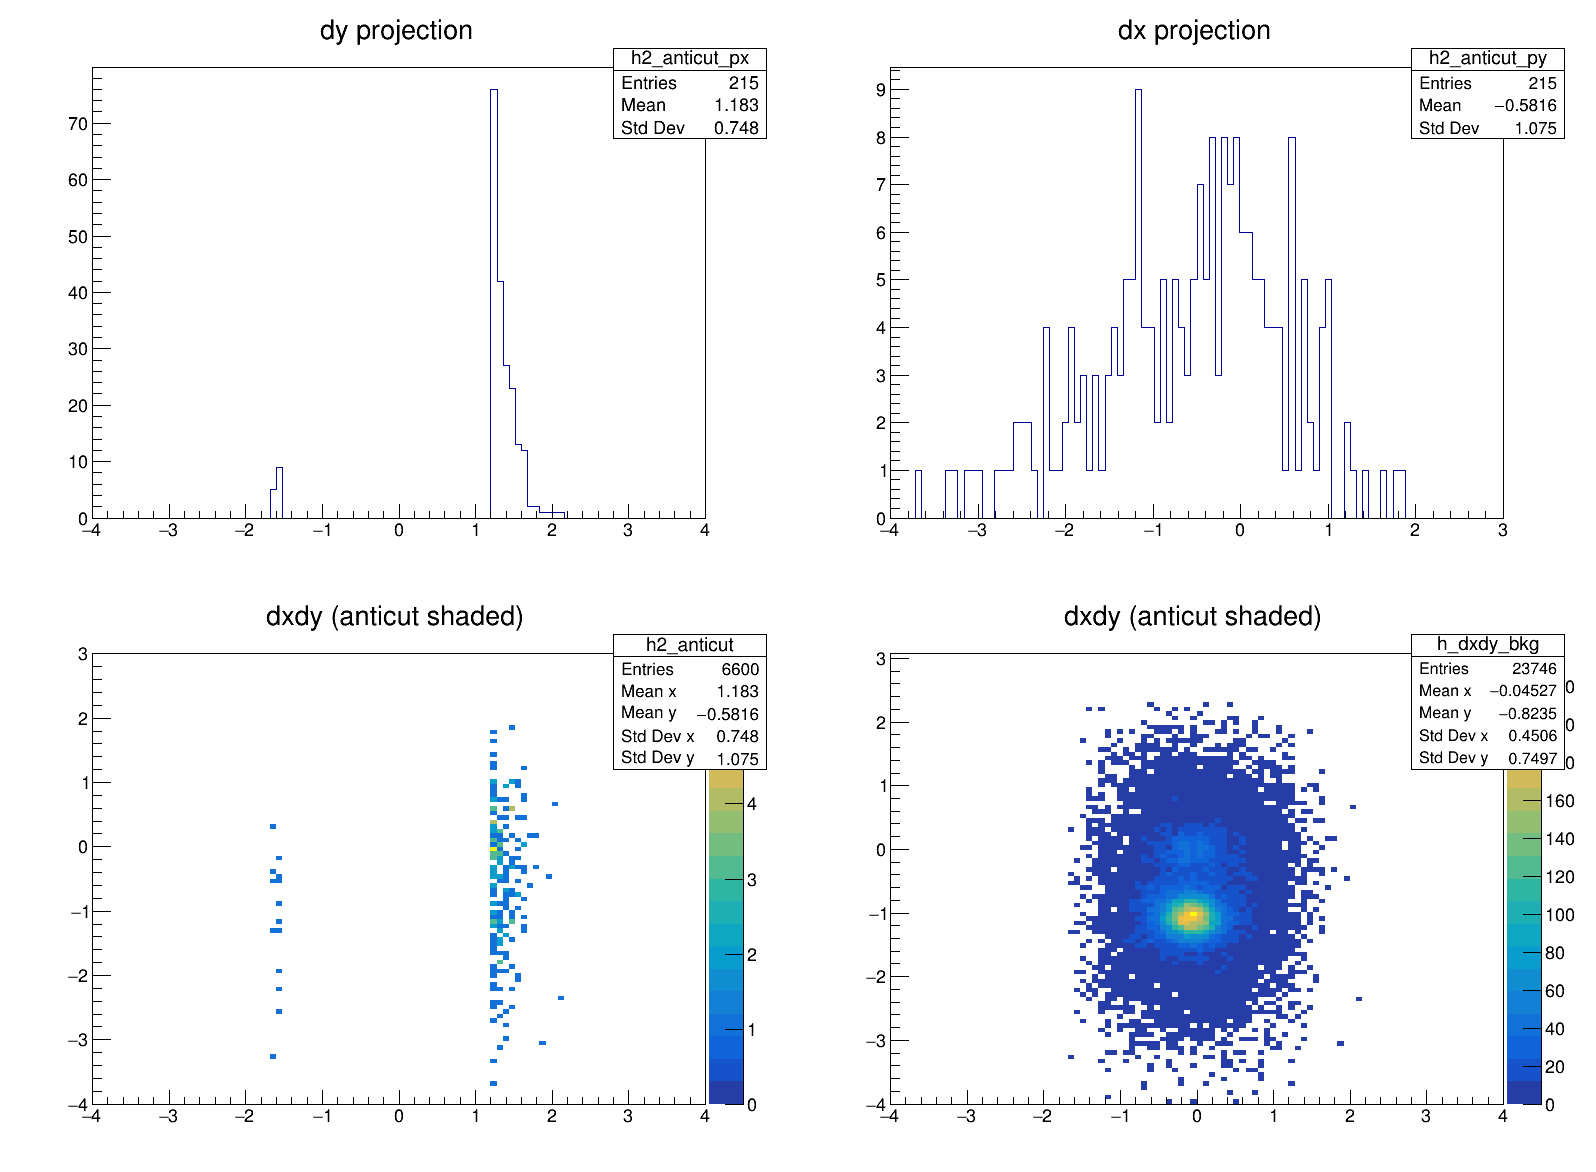 dy projection
h2_anticut_px
Entries 215
Mean 1.183
Std Dev 0.748
70
60
50
40
30
20
10
0
−4 −3 −2 −1 0 1 2 3 4
dx projection
h2_anticut_py
Entries 215
Mean −0.5816
Std Dev 1.075
9
8
7
6
5
4
3
2
1
0
−4 −3 −2 −1 0 1 2 3
dxdy (anticut shaded)
h2_anticut
Entries 6600
Mean x 1.183
Mean y −0.5816
Std Dev x 0.748
Std Dev y 1.075
3
2
1
0
−1
−2
−3
−4
−4 −3 −2 −1 0 1 2 3 4
4
3
2
1
0
dxdy (anticut shaded)
h_dxdy_bkg
Entries 23746
Mean x −0.04527
Mean y −0.8235
Std Dev x 0.4506
Std Dev y 0.7497
3
2
1
0
−1
−2
−3
−4
−4 −3 −2 −1 0 1 2 3 4
0
0
0
160
140
120
100
80
60
40
20
0